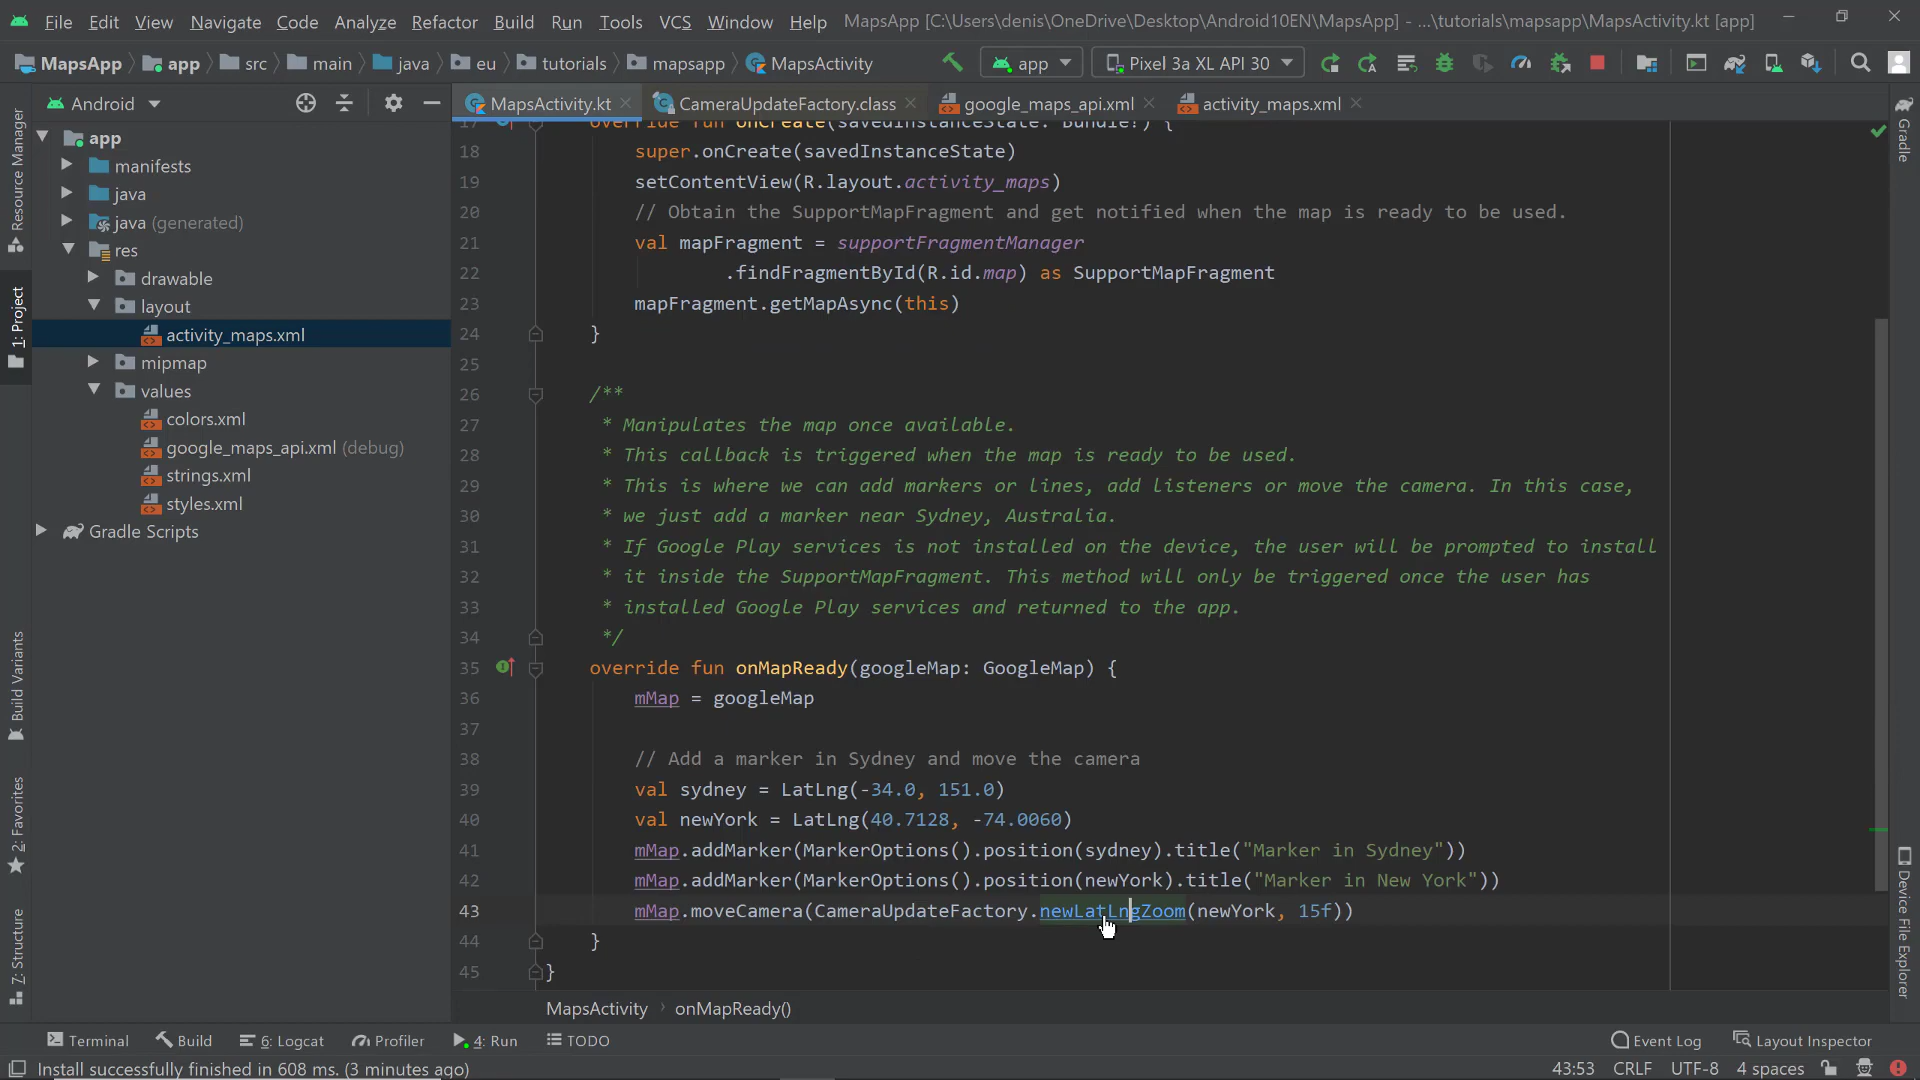 File Edit View Navigate Code Analyze Refactor Build Run Tools VCS Window Help MapsApp [C:\Users\denis\OneDrive\Desktop\Android10EN\MapsApp] - ...\tutorials\mapsapp\MapsActivity.kt [app]
MapsApp app src main java eu tutorials mapsapp MapsActivity app Pixel 3a XL API 30
Android MapsActivity.kt CameraUpdateFactory.class google_maps_api.xml activity_maps.xml
app
manifests
java
java (generated)
res
drawable
layout
activity_maps.xml
mipmap
values
colors.xml
google_maps_api.xml (debug)
strings.xml
styles.xml
Gradle Scripts
Resource Manager
1: Project
Build Variants
2: Favorites
7: Structure
17 override fun onCreate(savedInstanceState: Bundle?) {
18 super.onCreate(savedInstanceState)
19 setContentView(R.layout.activity_maps)
20 // Obtain the SupportMapFragment and get notified when the map is ready to be used.
21 val mapFragment = supportFragmentManager
22 .findFragmentById(R.id.map) as SupportMapFragment
23 mapFragment.getMapAsync(this)
24 }
25
26 /**
27 * Manipulates the map once available.
28 * This callback is triggered when the map is ready to be used.
29 * This is where we can add markers or lines, add listeners or move the camera. In this case,
30 * we just add a marker near Sydney, Australia.
31 * If Google Play services is not installed on the device, the user will be prompted to install
32 * it inside the SupportMapFragment. This method will only be triggered once the user has
33 * installed Google Play services and returned to the app.
34 */
35 override fun onMapReady(googleMap: GoogleMap) {
36 mMap = googleMap
37
38 // Add a marker in Sydney and move the camera
39 val sydney = LatLng(-34.0, 151.0)
40 val newYork = LatLng(40.7128, -74.0060)
41 mMap.addMarker(MarkerOptions().position(sydney).title("Marker in Sydney"))
42 mMap.addMarker(MarkerOptions().position(newYork).title("Marker in New York"))
43 mMap.moveCamera(CameraUpdateFactory.newLatLngZoom(newYork, 15f))
44 }
45 }
Gradle
Device File Explorer
MapsActivity onMapReady()
Terminal Build 6: Logcat Profiler 4: Run TODO Event Log Layout Inspector
Install successfully finished in 608 ms. (3 minutes ago) 43:53 CRLF UTF-8 4 spaces